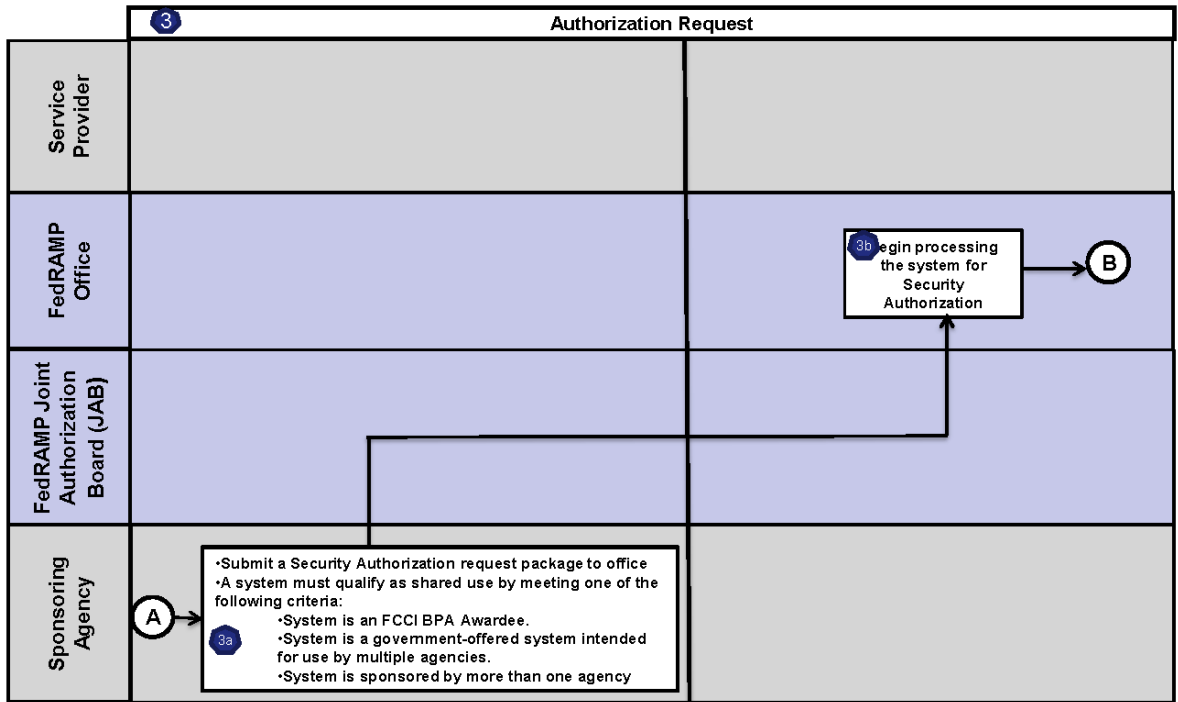 3
Authorization Request
Service
Provider
FedRAMP
Office
3b
egin processing
the system for
Security
Authorization
B
FedRAMP Joint
Authorization
Board (JAB)
Sponsoring
Agency
A
•Submit a Security Authorization request package to office
•A system must qualify as shared use by meeting one of the
following criteria:
•System is an FCCI BPA Awardee.
3a
•System is a government-offered system intended
for use by multiple agencies.
•System is sponsored by more than one agency